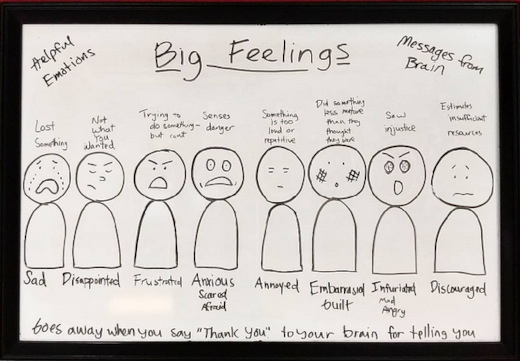 Helpful
Emotions
Big Feelings
Messages from
Brain
Lost
Something
Not
What
You
Wanted
Trying to
do something-
but cant
Senses
danger
Something
is too
loud or
repetitive
Did something
less mature
than they
thought
they were
Saw
injustice
Estimates
insufficient
resources
Sad
Disappointed
Frustrated
Anxious
Scared
Afraid
Annoyed
Embarrassed
Guilt
Infuriated
Mad
Angry
Discouraged
Goes away when you say "Thank You" to your brain for telling you